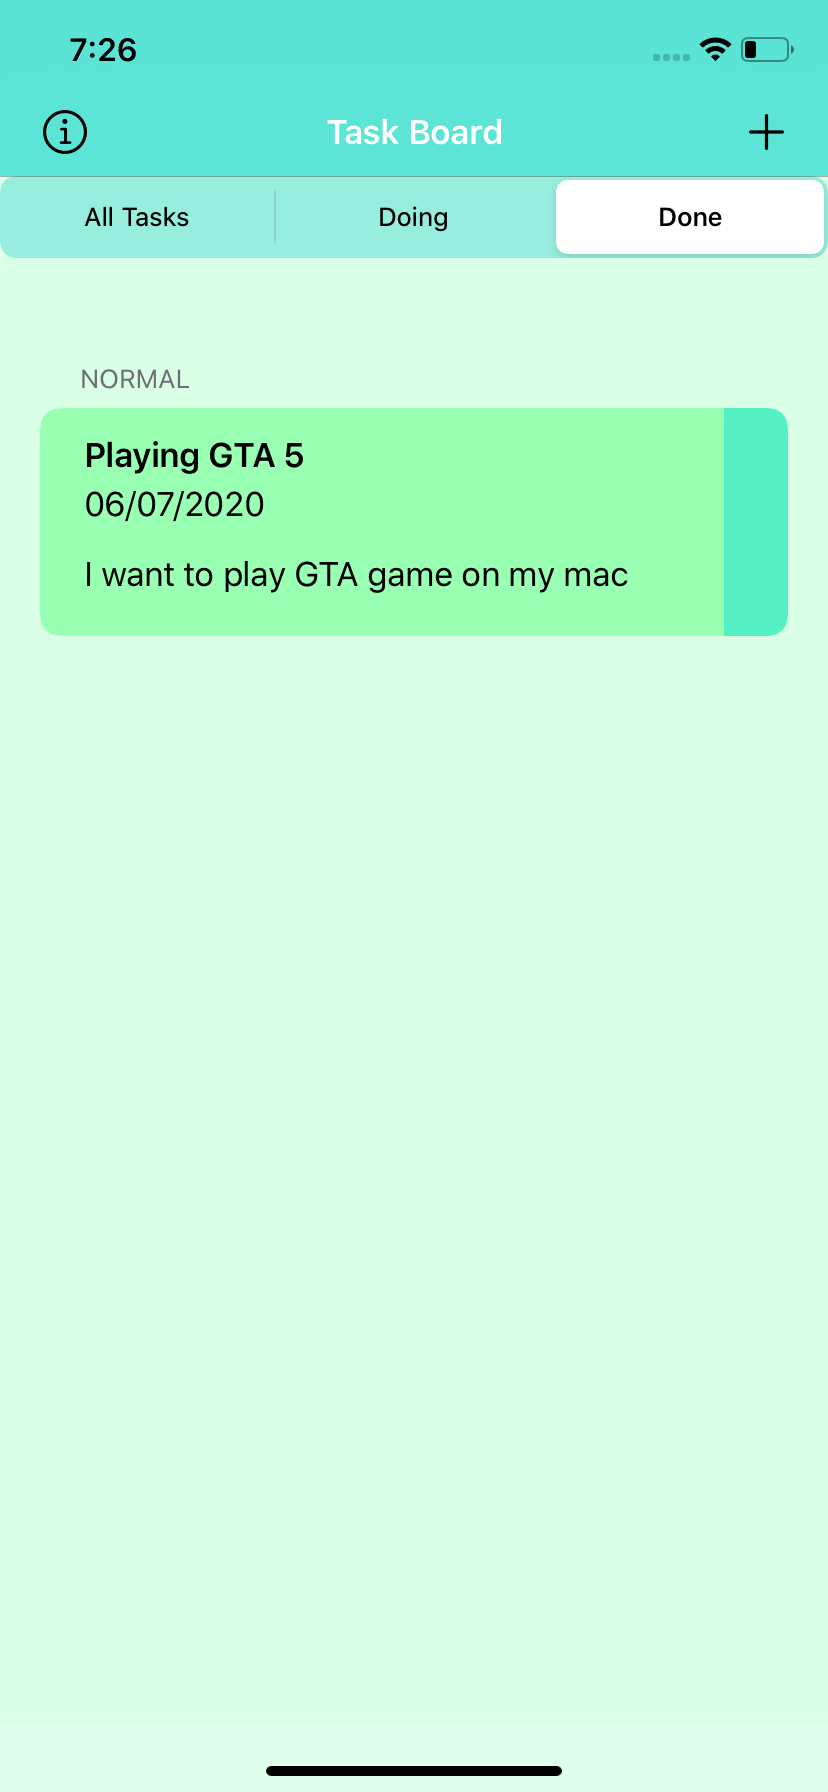 7:26
Task Board
All Tasks
Doing
Done
NORMAL
Playing GTA 5
06/07/2020
I want to play GTA game on my mac